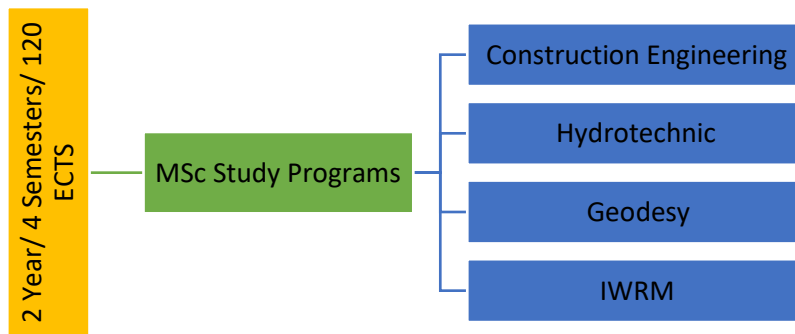 2 Year/ 4 Semesters/ 120
ECTS
MSc Study Programs
Construction Engineering
Hydrotechnic
Geodesy
IWRM